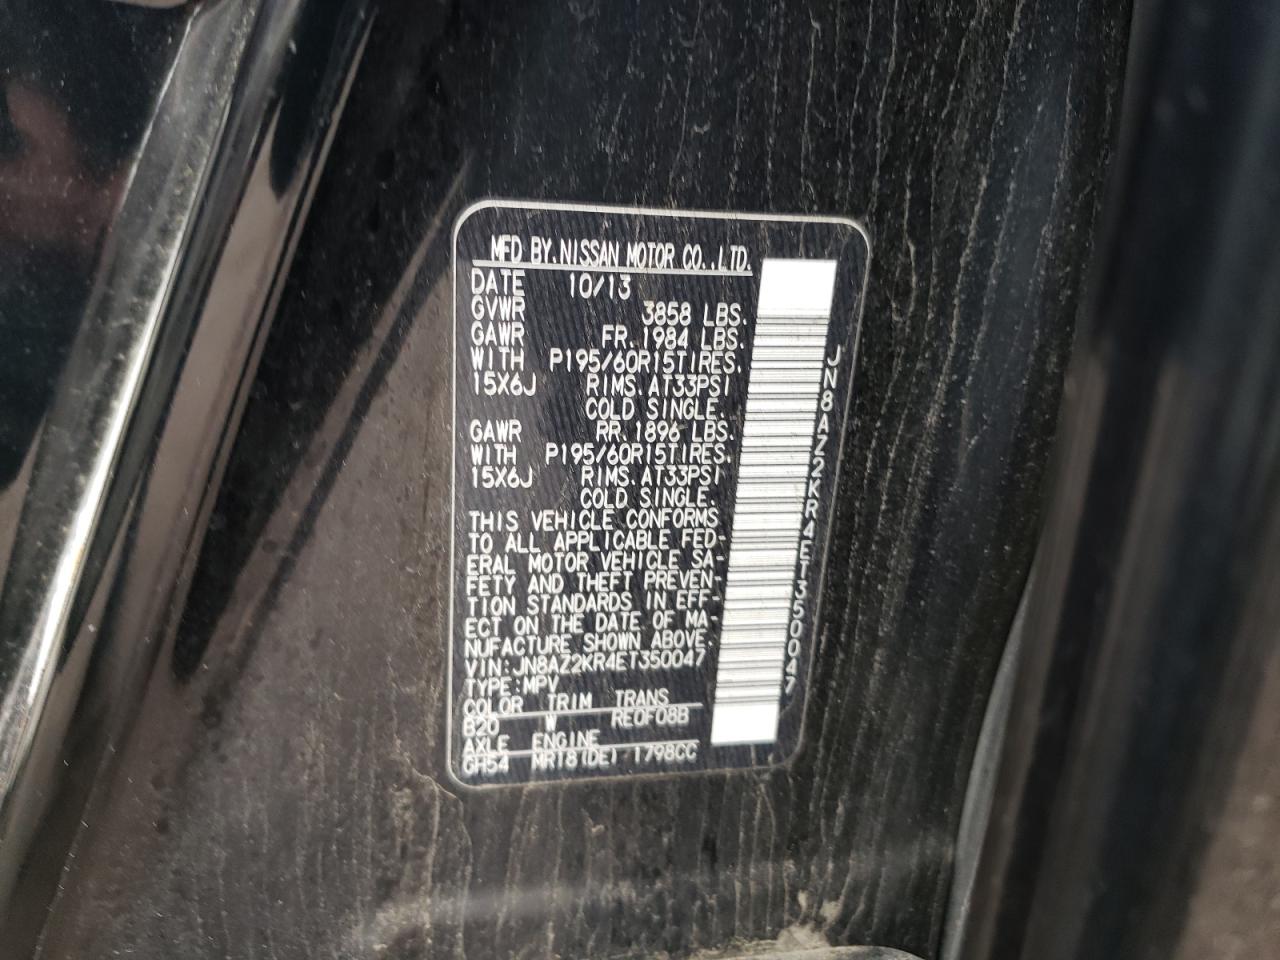 MFD BY.NISSAN MOTOR CO.,LTD.
DATE 10/13
GVWR 3858 LBS.
GAWR FR.1984 LBS.
WITH P195/60R15TIRES.
15X6J RIMS.AT33PSI
COLD SINGLE.
GAWR RR.1896 LBS.
WITH P195/60R15TIRES.
15X6J RIMS.AT33PSI
COLD SINGLE.
THIS VEHICLE CONFORMS
TO ALL APPLICABLE FED-
ERAL MOTOR VEHICLE SA-
FETY AND THEFT PREVEN-
TION STANDARDS IN EFF-
ECT ON THE DATE OF MA-
NUFACTURE SHOWN ABOVE.
VIN:JN8AZ2KR4ET350047
TYPE:MPV
COLOR TRIM TRANS
B20 W RE0F08B
AXLE ENGINE
GH54 MR18(DE) 1798CC
JN8AZ2KR4ET350047